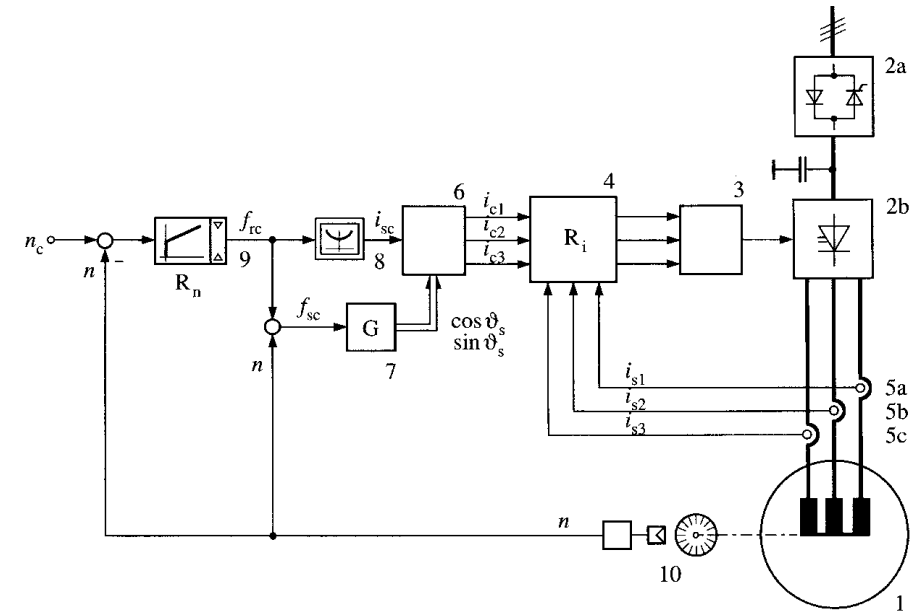 2a
6
4
3
2b
i_c1
i_c2
i_c3
n_c
n
−
R_n
f_rc
9
i_sc
8
R_i
f_sc
G
7
cos ϑ_s
sin ϑ_s
n
i_s1
i_s2
i_s3
5a
5b
5c
n
10
1